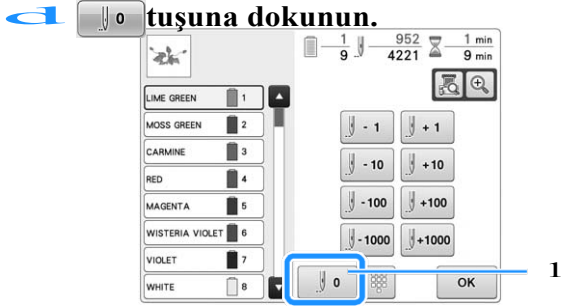 d 0 tuşuna dokunun.
1 952 1 min
9 4221 9 min
LIME GREEN 1
MOSS GREEN 2
CARMINE 3
RED 4
MAGENTA 5
WISTERIA VIOLET 6
VIOLET 7
WHITE 8
- 1 + 1
- 10 +10
- 100 +100
- 1000 +1000
0 OK
1